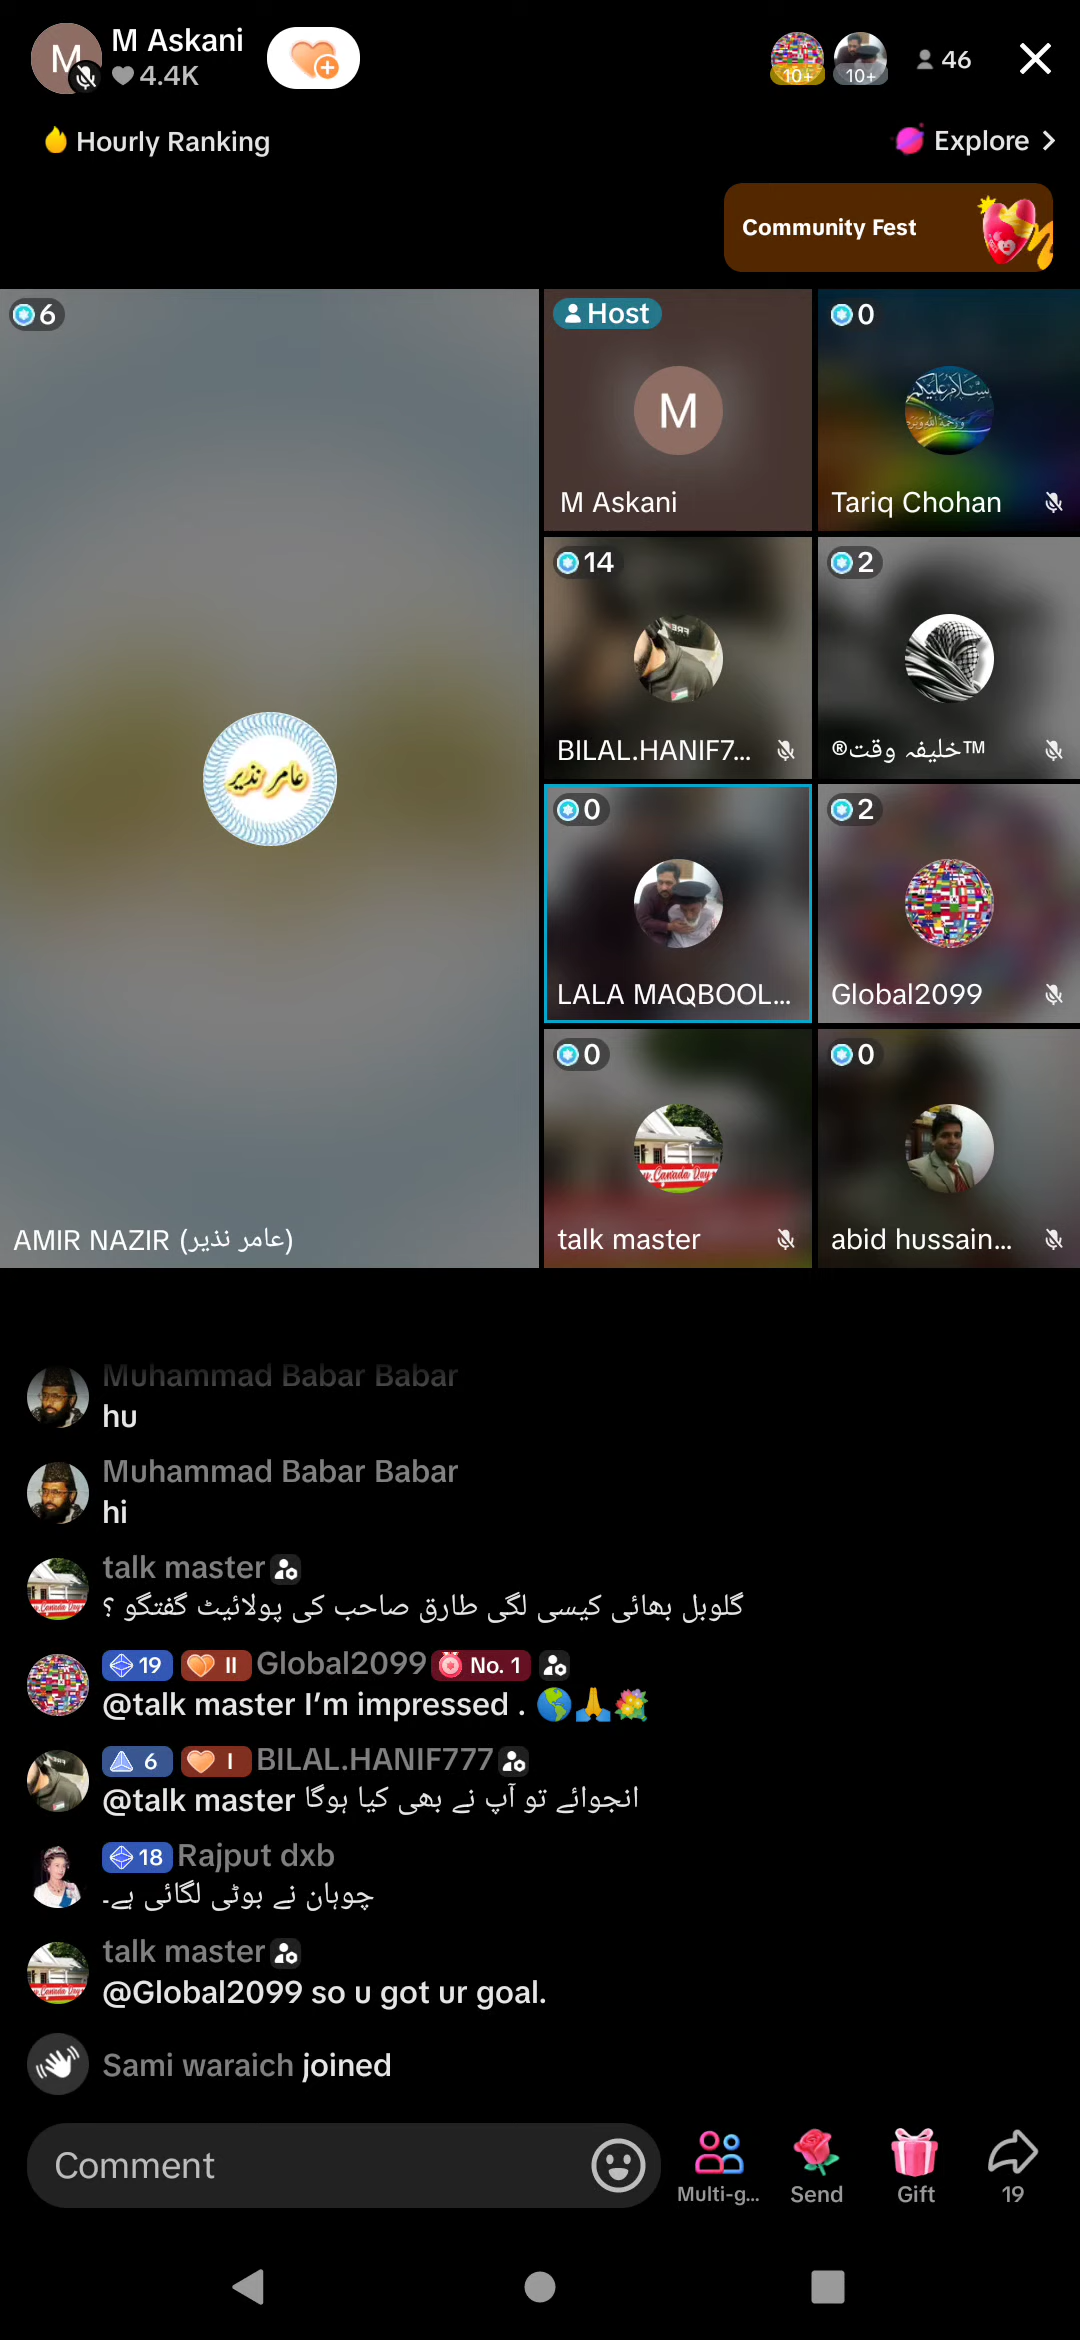 M Askani
M
4.4K
10+
10+
46
Hourly Ranking
Explore
Community Fest
6
عامر نذیر
AMIR NAZIR (عامر نذیر)
Host
M
M Askani
0
Tariq Chohan
14
BILAL.HANIF7...
2
®خلیفہ وقت™
0
LALA MAQBOOL...
2
Global2099
0
Canada Day
talk master
0
abid hussain...
Muhammad Babar Babar
hu
Muhammad Babar Babar
hi
talk master
گلوبل بھائی کیسی لگی طارق صاحب کی پولائیٹ گفتگو ؟
19 II Global2099 No. 1
@talk master I’m impressed . 🌎🙏💐
6 I BILAL.HANIF777
@talk master انجوائے تو آپ نے بھی کیا ہوگا
18 Rajput dxb
چوہان نے بوٹی لگائی ہے۔
talk master
@Global2099 so u got ur goal.
Sami waraich joined
Comment
Multi-g...
Send
Gift
19